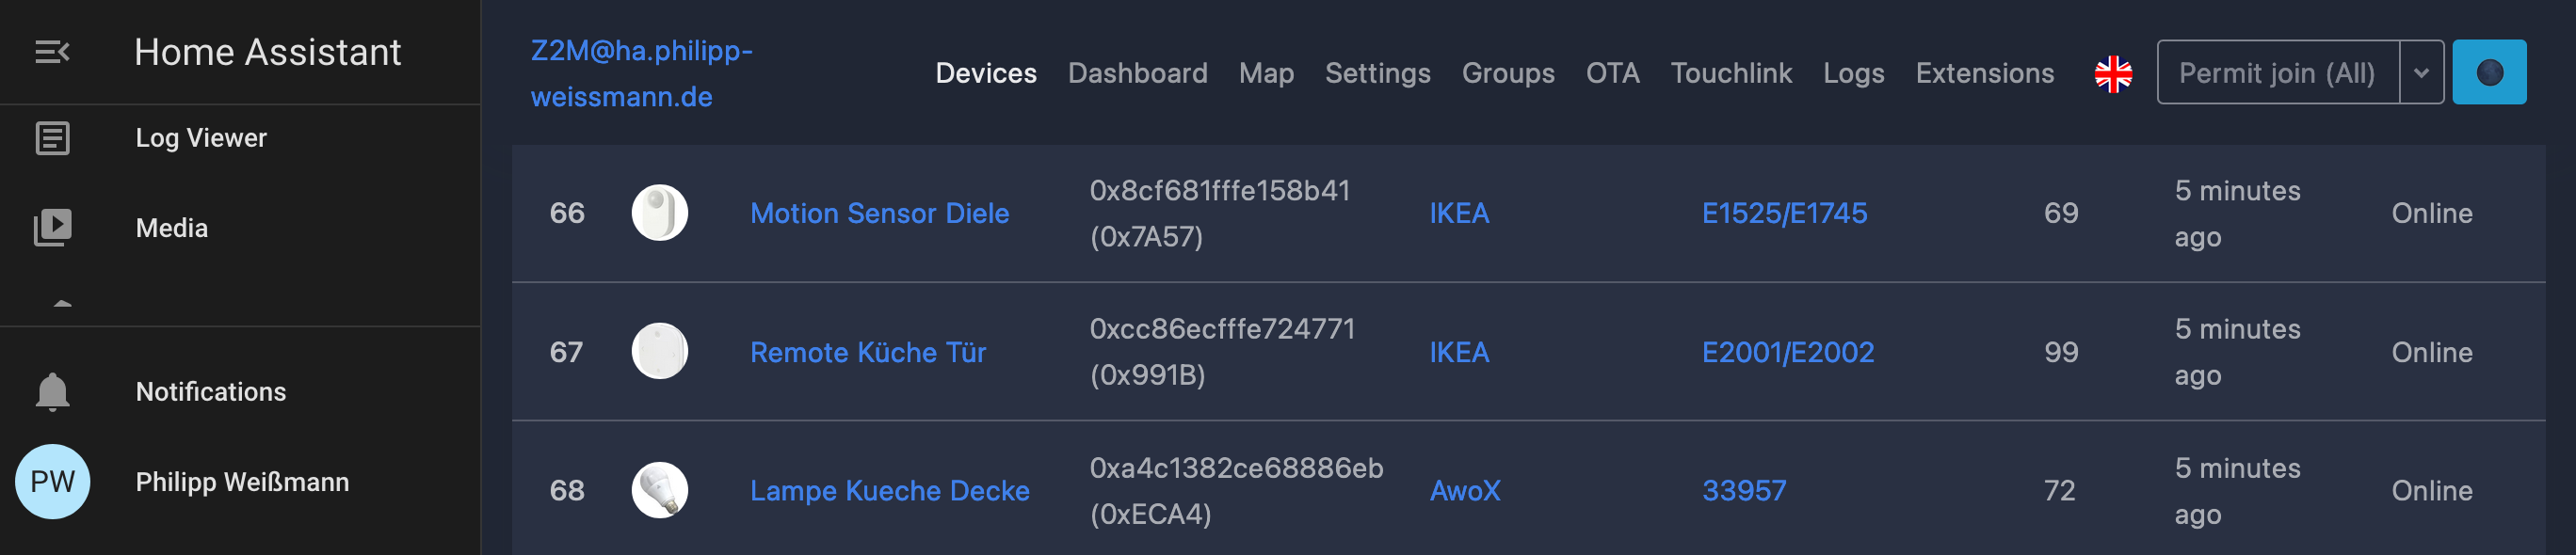 Home Assistant
Log Viewer
Media
Notifications
PW
Philipp Weißmann
Z2M@ha.philipp-
weissmann.de
Devices Dashboard Map Settings Groups OTA Touchlink Logs Extensions Permit join (All)
66 Motion Sensor Diele 0x8cf681fffe158b41 (0x7A57) IKEA E1525/E1745 69 5 minutes ago Online
67 Remote Küche Tür 0xcc86ecfffe724771 (0x991B) IKEA E2001/E2002 99 5 minutes ago Online
68 Lampe Kueche Decke 0xa4c1382ce68886eb (0xECA4) AwoX 33957 72 5 minutes ago Online